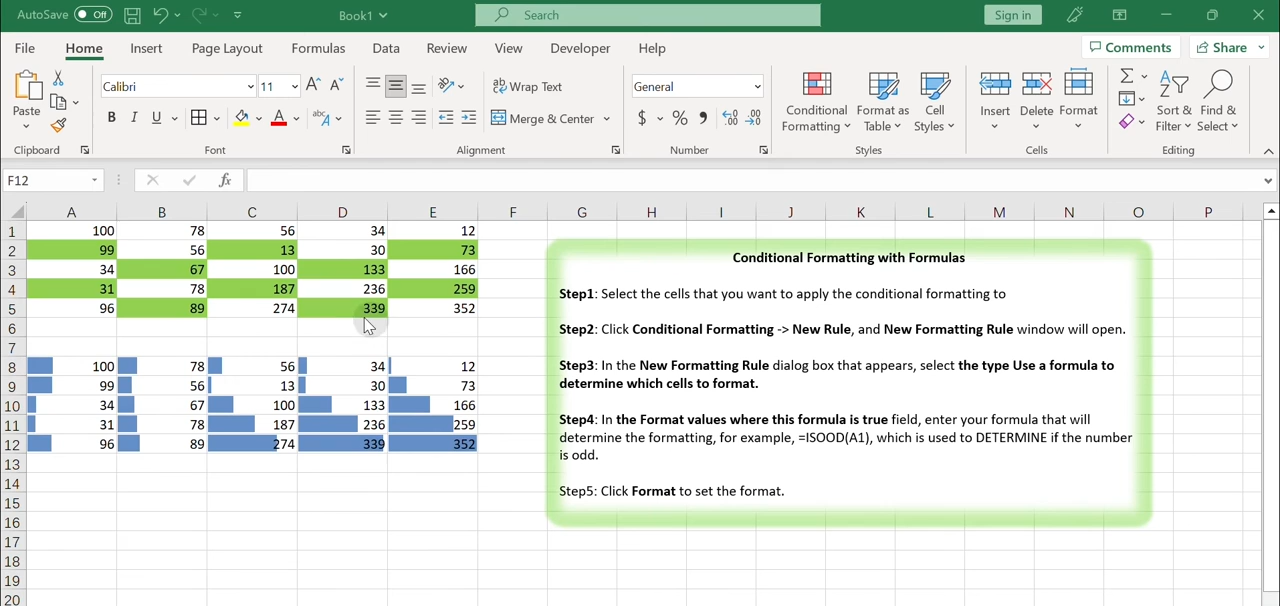 AutoSave Off Book1 Search Sign in
File Home Insert Page Layout Formulas Data Review View Developer Help Comments Share
Paste Calibri 11 Wrap Text General Conditional Format as Cell Insert Delete Format Sort & Find &
B I U Merge & Center $ % Formatting Table Styles Filter Select
Clipboard Font Alignment Number Styles Cells Editing
F12 fx
A B C D E F G H I J K L M N O P
1 100 78 56 34 12
2 99 56 13 30 73
3 34 67 100 133 166
4 31 78 187 236 259
5 96 89 274 339 352
6
7
8 100 78 56 34 12
9 99 56 13 30 73
10 34 67 100 133 166
11 31 78 187 236 259
12 96 89 274 339 352
13
14
15
16
17
18
19
20
Conditional Formatting with Formulas
Step1: Select the cells that you want to apply the conditional formatting to
Step2: Click Conditional Formatting -> New Rule, and New Formatting Rule window will open.
Step3: In the New Formatting Rule dialog box that appears, select the type Use a formula to
determine which cells to format.
Step4: In the Format values where this formula is true field, enter your formula that will
determine the formatting, for example, =ISOOD(A1), which is used to DETERMINE if the number
is odd.
Step5: Click Format to set the format.